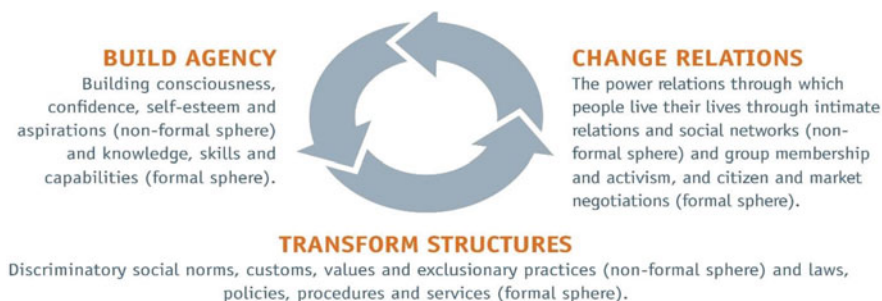 BUILD AGENCY
Building consciousness,
confidence, self-esteem and
aspirations (non-formal sphere)
and knowledge, skills and
capabilities (formal sphere).
CHANGE RELATIONS
The power relations through which
people live their lives through intimate
relations and social networks (non-
formal sphere) and group membership
and activism, and citizen and market
negotiations (formal sphere).
TRANSFORM STRUCTURES
Discriminatory social norms, customs, values and exclusionary practices (non-formal sphere) and laws,
policies, procedures and services (formal sphere).